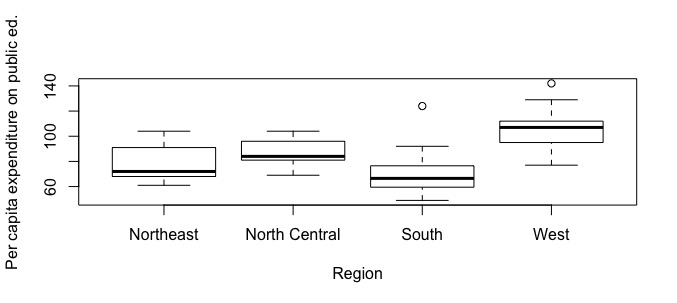 Per capita expenditure on public ed.
140
100
60
Northeast North Central South West
Region